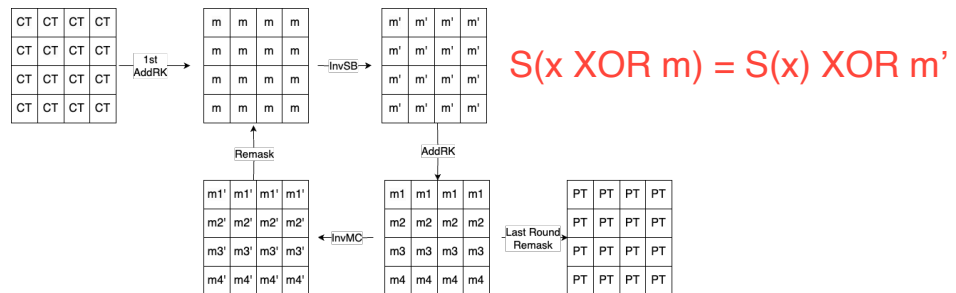 CT CT CT CT m m m m m' m' m' m'
CT CT CT CT 1st AddRK m m m m InvSB m' m' m' m' S(x XOR m) = S(x) XOR m’
CT CT CT CT m m m m m' m' m' m'
CT CT CT CT m m m m m' m' m' m'
Remask AddRK
m1' m1' m1' m1' m1 m1 m1 m1 PT PT PT PT
m2' m2' m2' m2' InvMC m2 m2 m2 m2 Last Round Remask PT PT PT PT
m3' m3' m3' m3' m3 m3 m3 m3 PT PT PT PT
m4' m4' m4' m4' m4 m4 m4 m4 PT PT PT PT